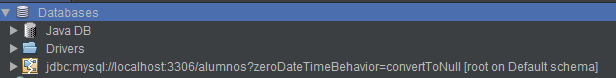 Databases
Java DB
Drivers
jdbc:mysql://localhost:3306/alumnos?zeroDateTimeBehavior=convertToNull [root on Default schema]